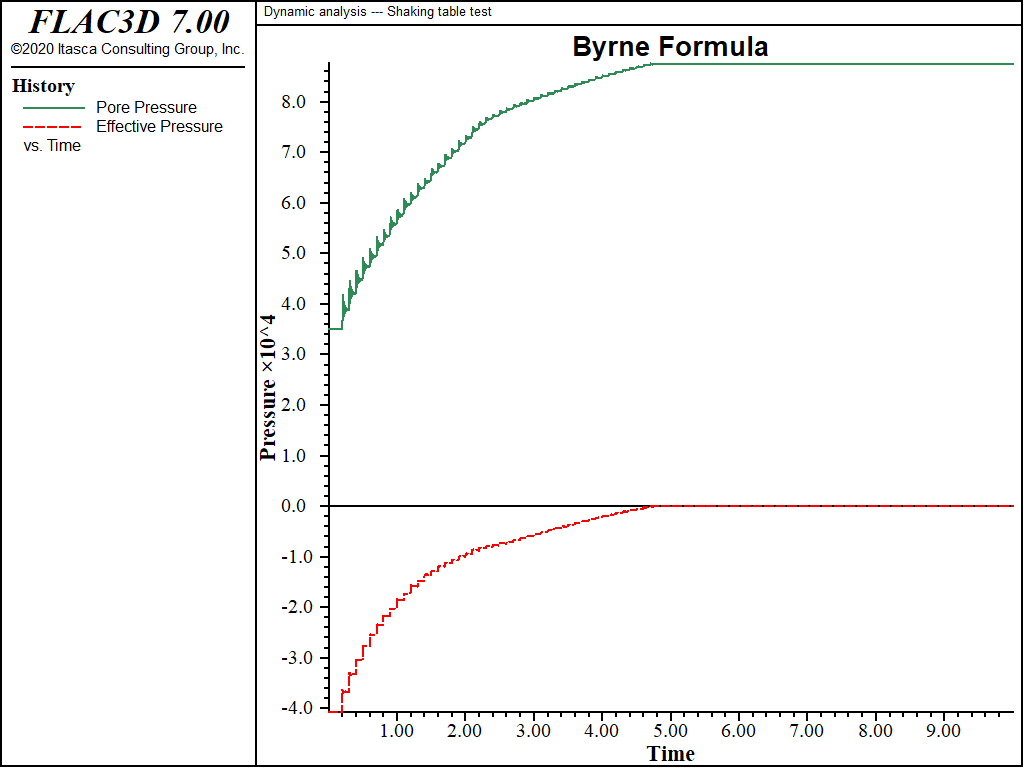 FLAC3D 7.00
©2020 Itasca Consulting Group, Inc.
History
Pore Pressure
Effective Pressure
vs. Time
Dynamic analysis --- Shaking table test
Byrne Formula
Pressure ×10^4
8.0
7.0
6.0
5.0
4.0
3.0
2.0
1.0
0.0
-1.0
-2.0
-3.0
-4.0
1.00 2.00 3.00 4.00 5.00 6.00 7.00 8.00 9.00
Time